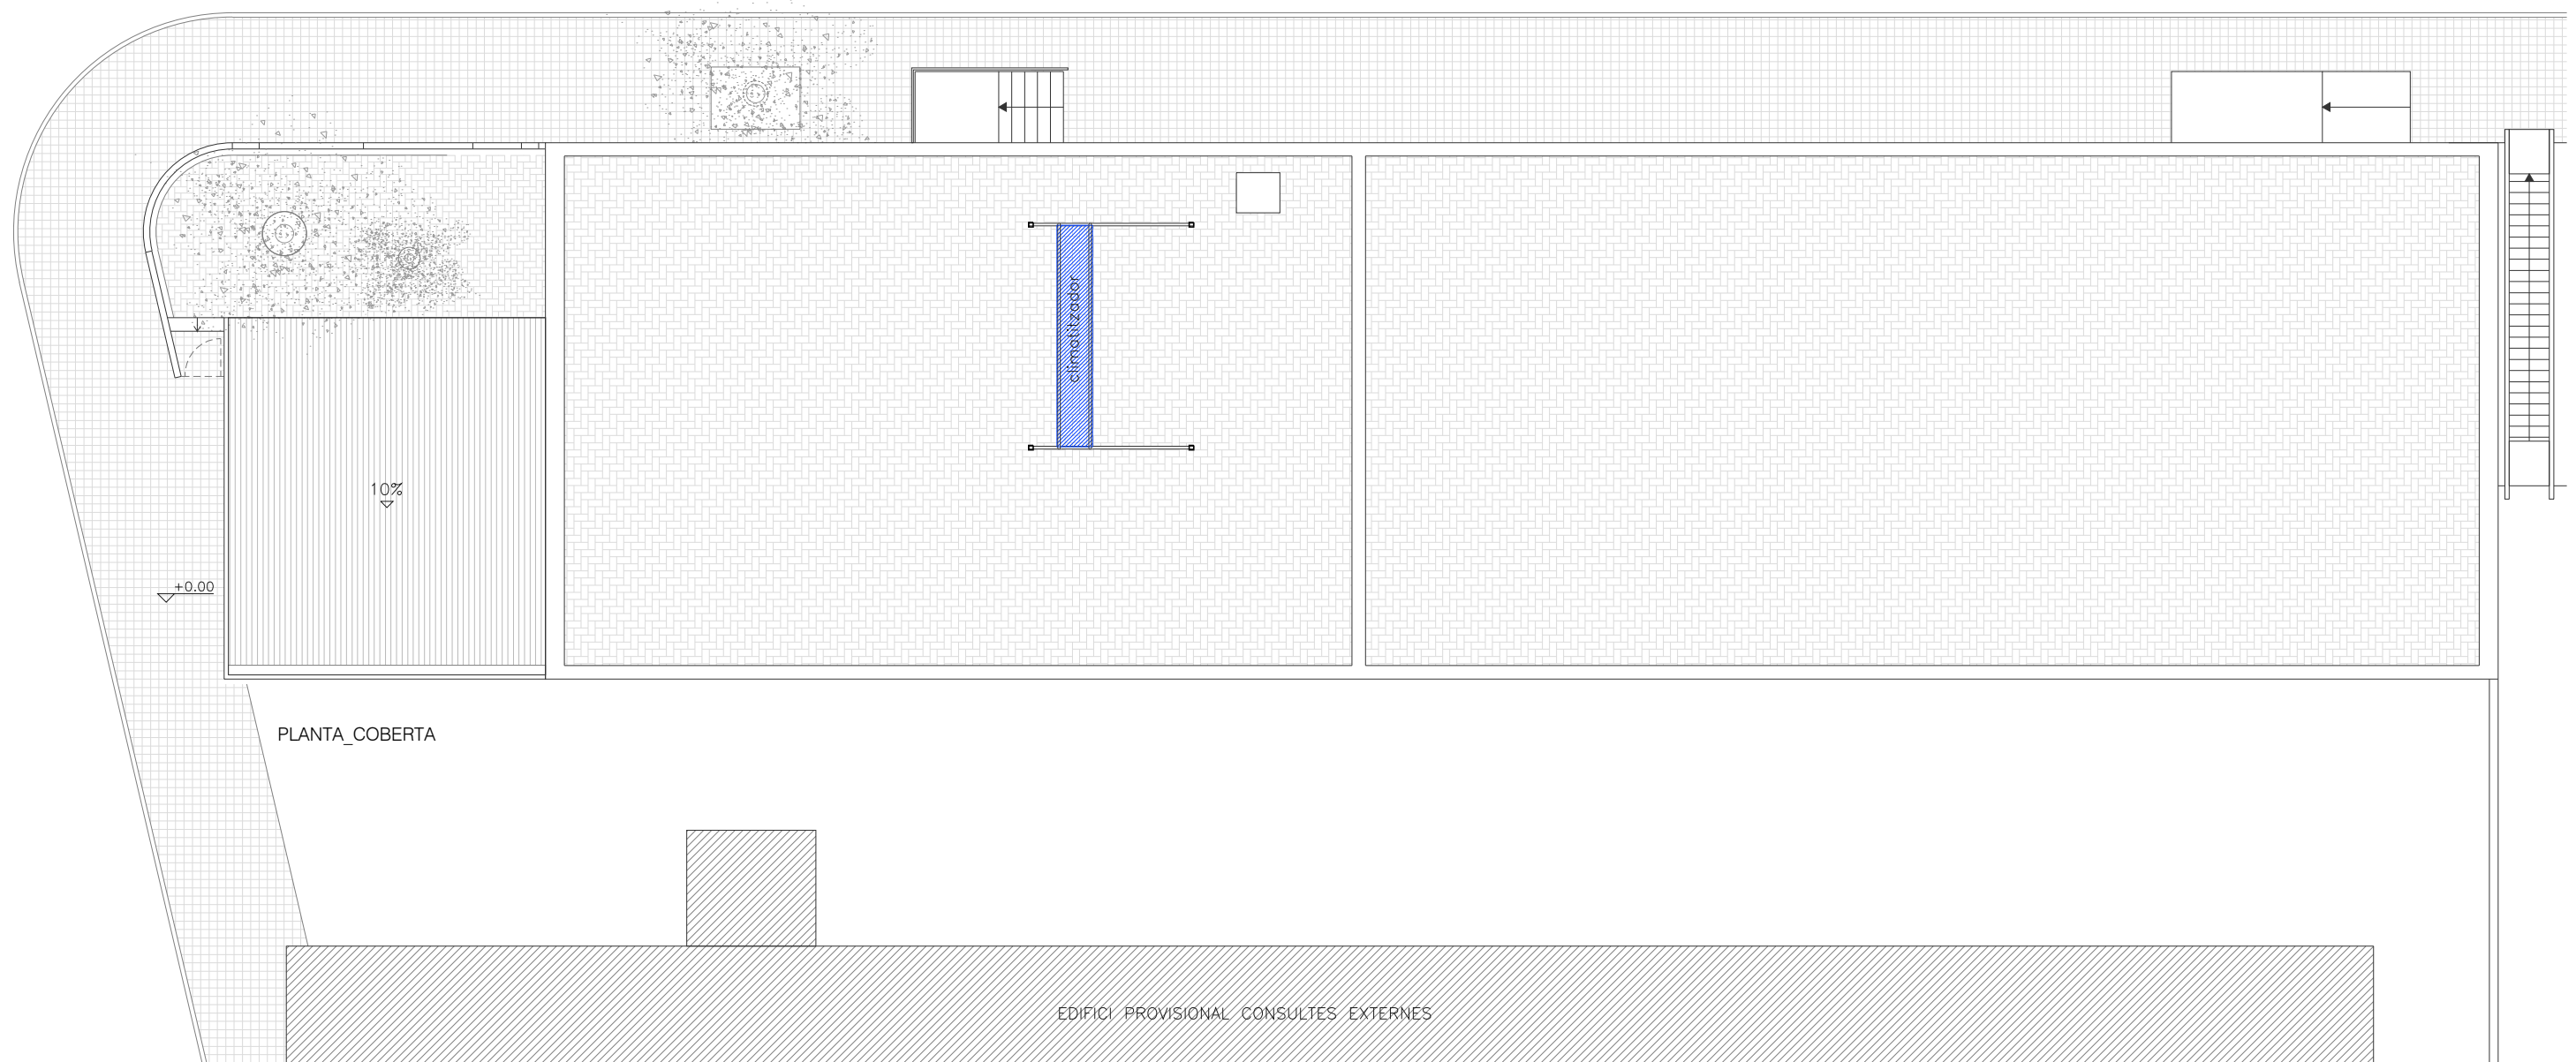 climatitzador
10%
+0.00
PLANTA_COBERTA
EDIFICI PROVISIONAL CONSULTES EXTERNES